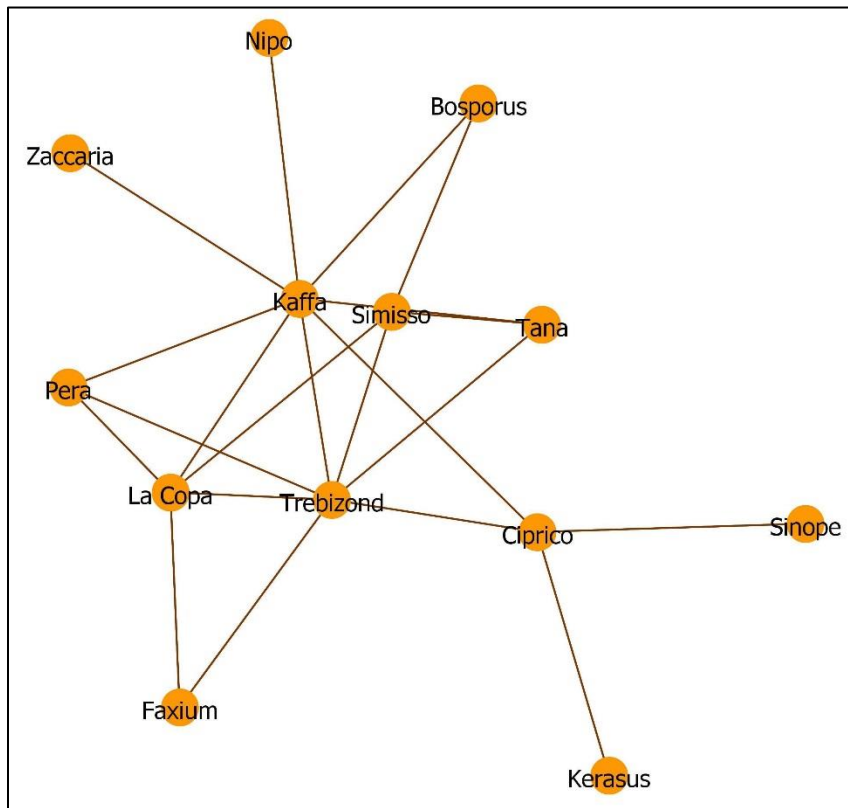 Nipo
Bosporus
Zaccaria
Kaffa
Simisso
Tana
Pera
La Copa
Trebizond
Ciprico
Sinope
Faxium
Kerasus